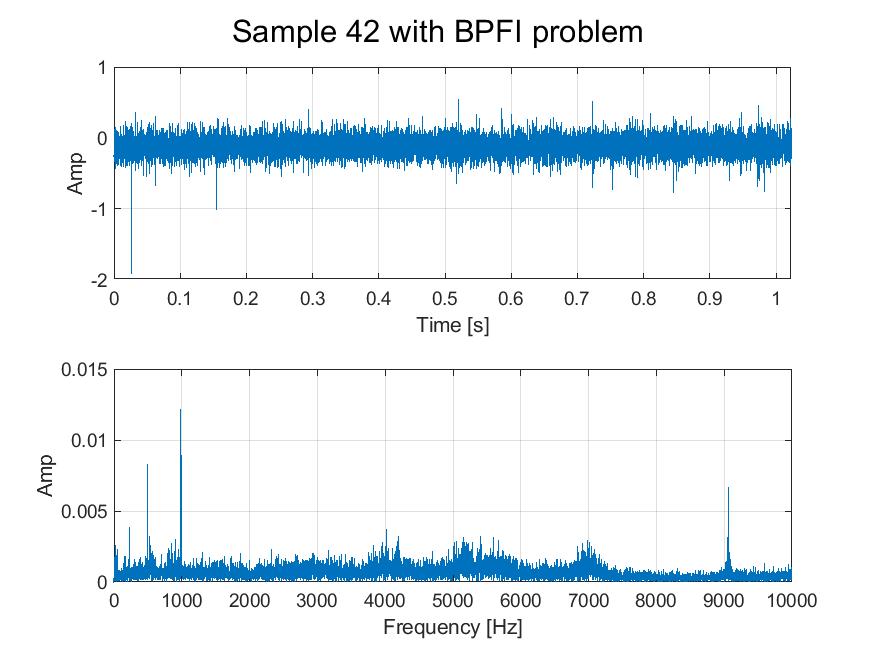 Sample 42 with BPFI problem
1
0
-1
-2
Amp
0 0.1 0.2 0.3 0.4 0.5 0.6 0.7 0.8 0.9 1
Time [s]
0.015
0.01
0.005
0
Amp
0 1000 2000 3000 4000 5000 6000 7000 8000 9000 10000
Frequency [Hz]